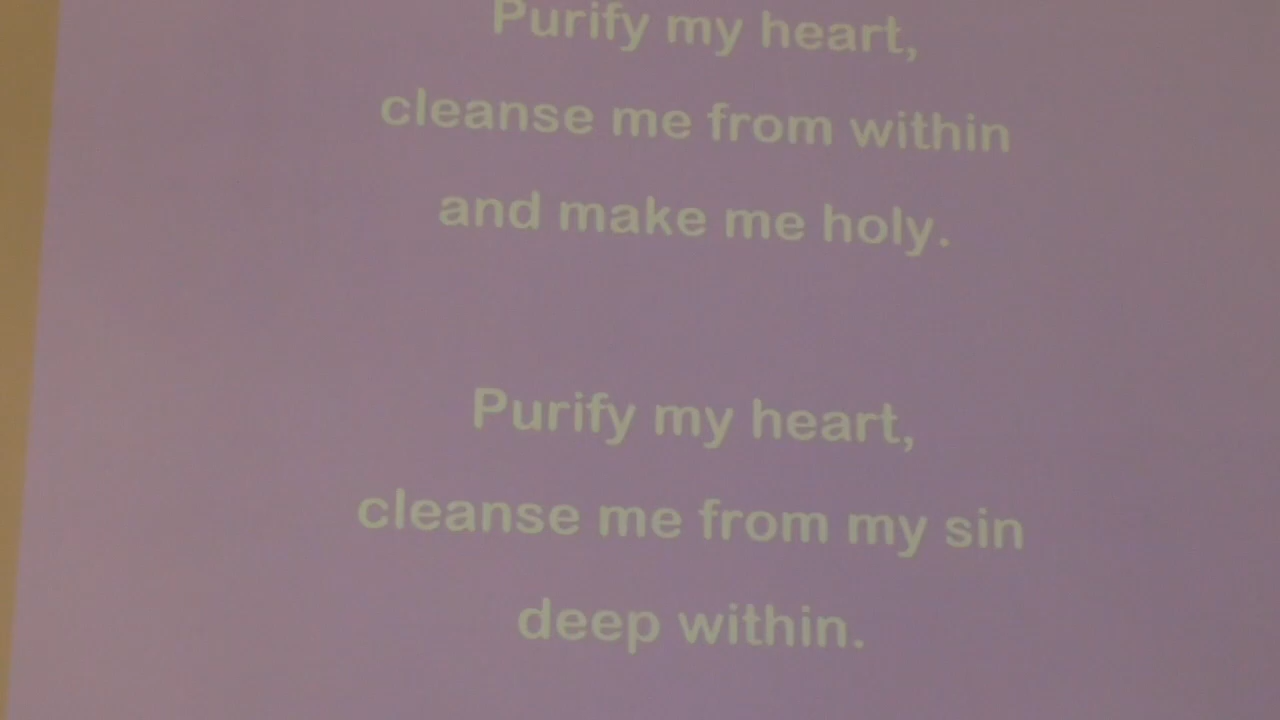 Purify my heart,
cleanse me from within
and make me holy.
Purify my heart,
cleanse me from my sin
deep within.